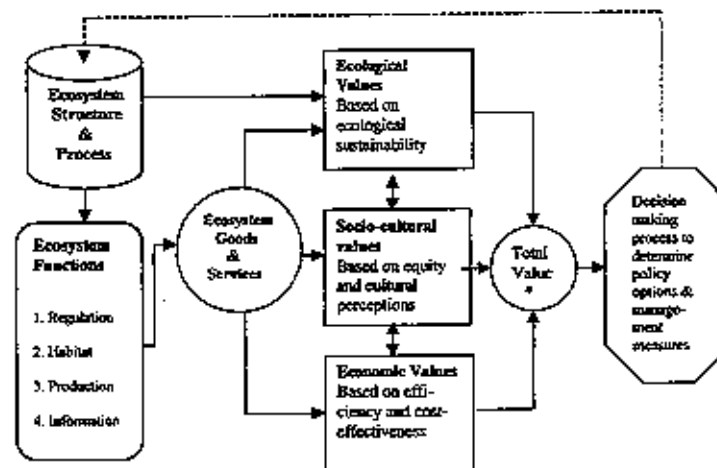 Ecosystem
Structure
&
Process
Ecosystem
Functions
1. Regulation
2. Habitat
3. Production
4. Information
Ecosystem
Goods
&
Services
Ecological
Values
Based on
ecological
sustainability
Socio-cultural
values
Based on equity
and cultural
perceptions
Economic Values
Based on effi-
ciency and cost-
effectiveness
Total
Value
*
Decision
making
process to
determine
policy
options &
manage-
ment
measures